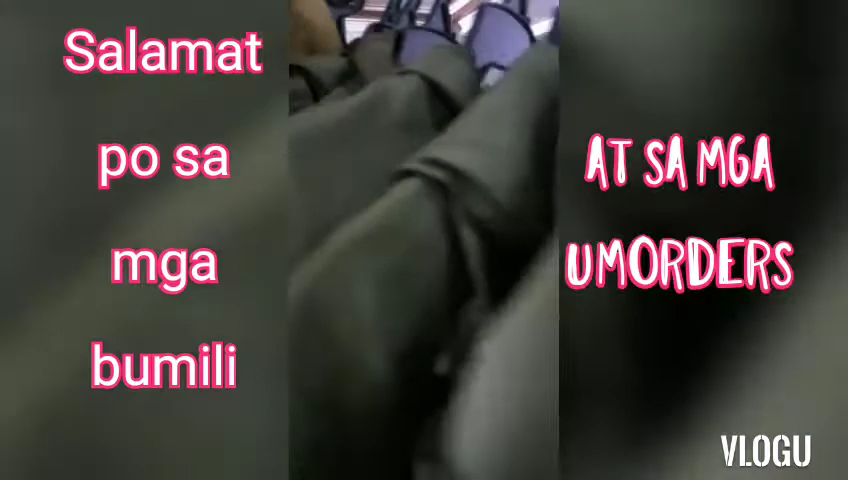 Salamat
po sa
mga
bumili
AT SA MGA
UMORDERS
VLOGU